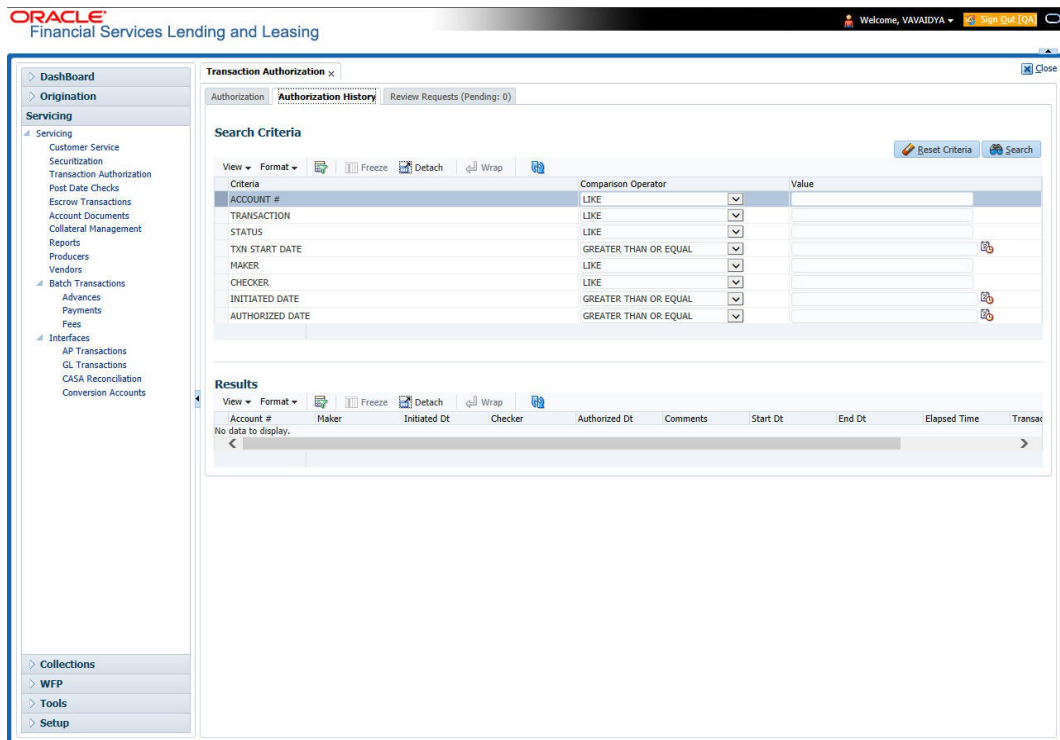 ORACLE
Financial Services Lending and Leasing
Welcome, VAVAIDYA
Sign Out [QA]
DashBoard
Origination
Servicing
Servicing
Customer Service
Securitization
Transaction Authorization
Post Date Checks
Escrow Transactions
Account Documents
Collateral Management
Reports
Producers
Vendors
Batch Transactions
Advances
Payments
Fees
Interfaces
AP Transactions
GL Transactions
CASA Reconciliation
Conversion Accounts
Collections
WFP
Tools
Setup
Transaction Authorization x
Close
Authorization Authorization History Review Requests (Pending: 0)
Search Criteria
Reset Criteria Search
View Format Freeze Detach Wrap
Criteria Comparison Operator Value
ACCOUNT # LIKE
TRANSACTION LIKE
STATUS LIKE
TXN START DATE GREATER THAN OR EQUAL
MAKER LIKE
CHECKER LIKE
INITIATED DATE GREATER THAN OR EQUAL
AUTHORIZED DATE GREATER THAN OR EQUAL
Results
View Format Freeze Detach Wrap
Account # Maker Initiated Dt Checker Authorized Dt Comments Start Dt End Dt Elapsed Time Transac
No data to display.